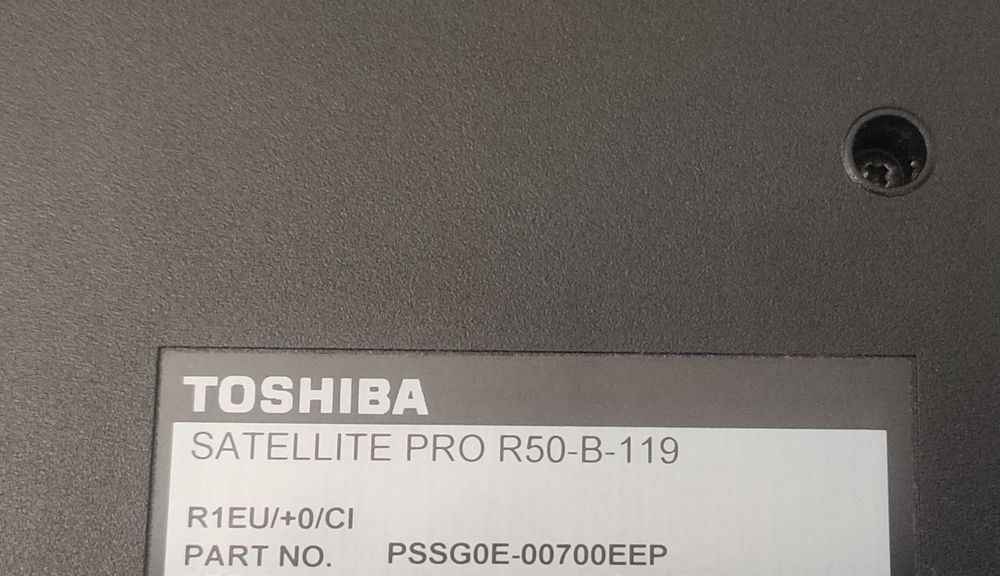 TOSHIBA
SATELLITE PRO R50-B-119
R1EU/+0/CI
PART NO. PSSG0E-00700EEP